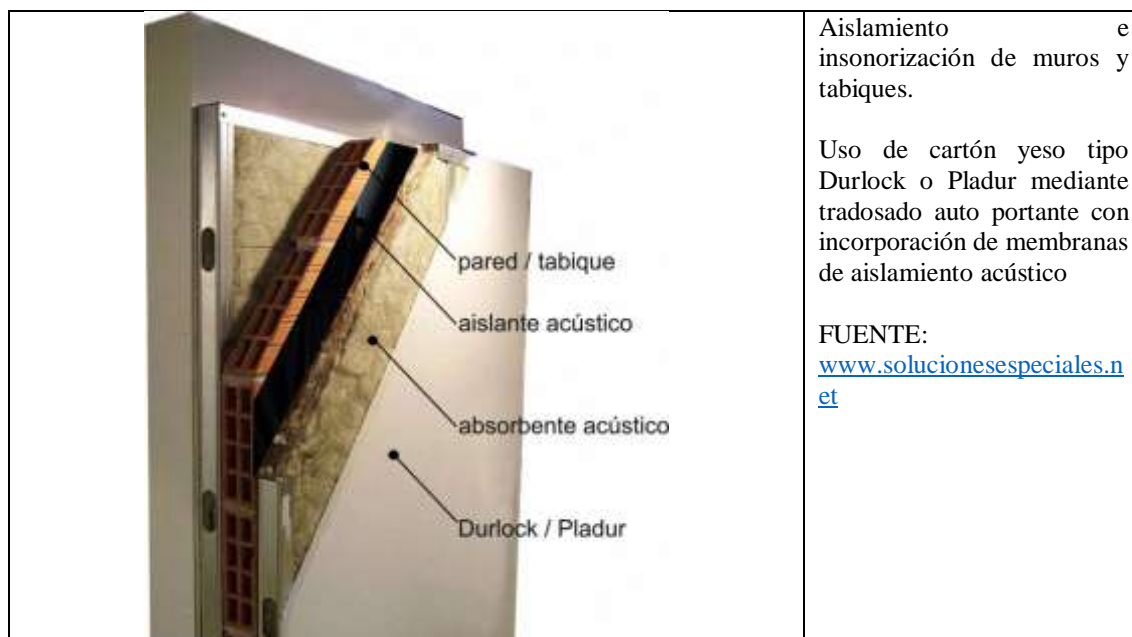 pared / tabique
aislante acústico
absorbente acústico
Durlock / Pladur
Aislamiento e
insonorización de muros y
tabiques.
Uso de cartón yeso tipo
Durlock o Pladur mediante
tradosado auto portante con
incorporación de membranas
de aislamiento acústico
FUENTE:
www.solucionesespeciales.n
et